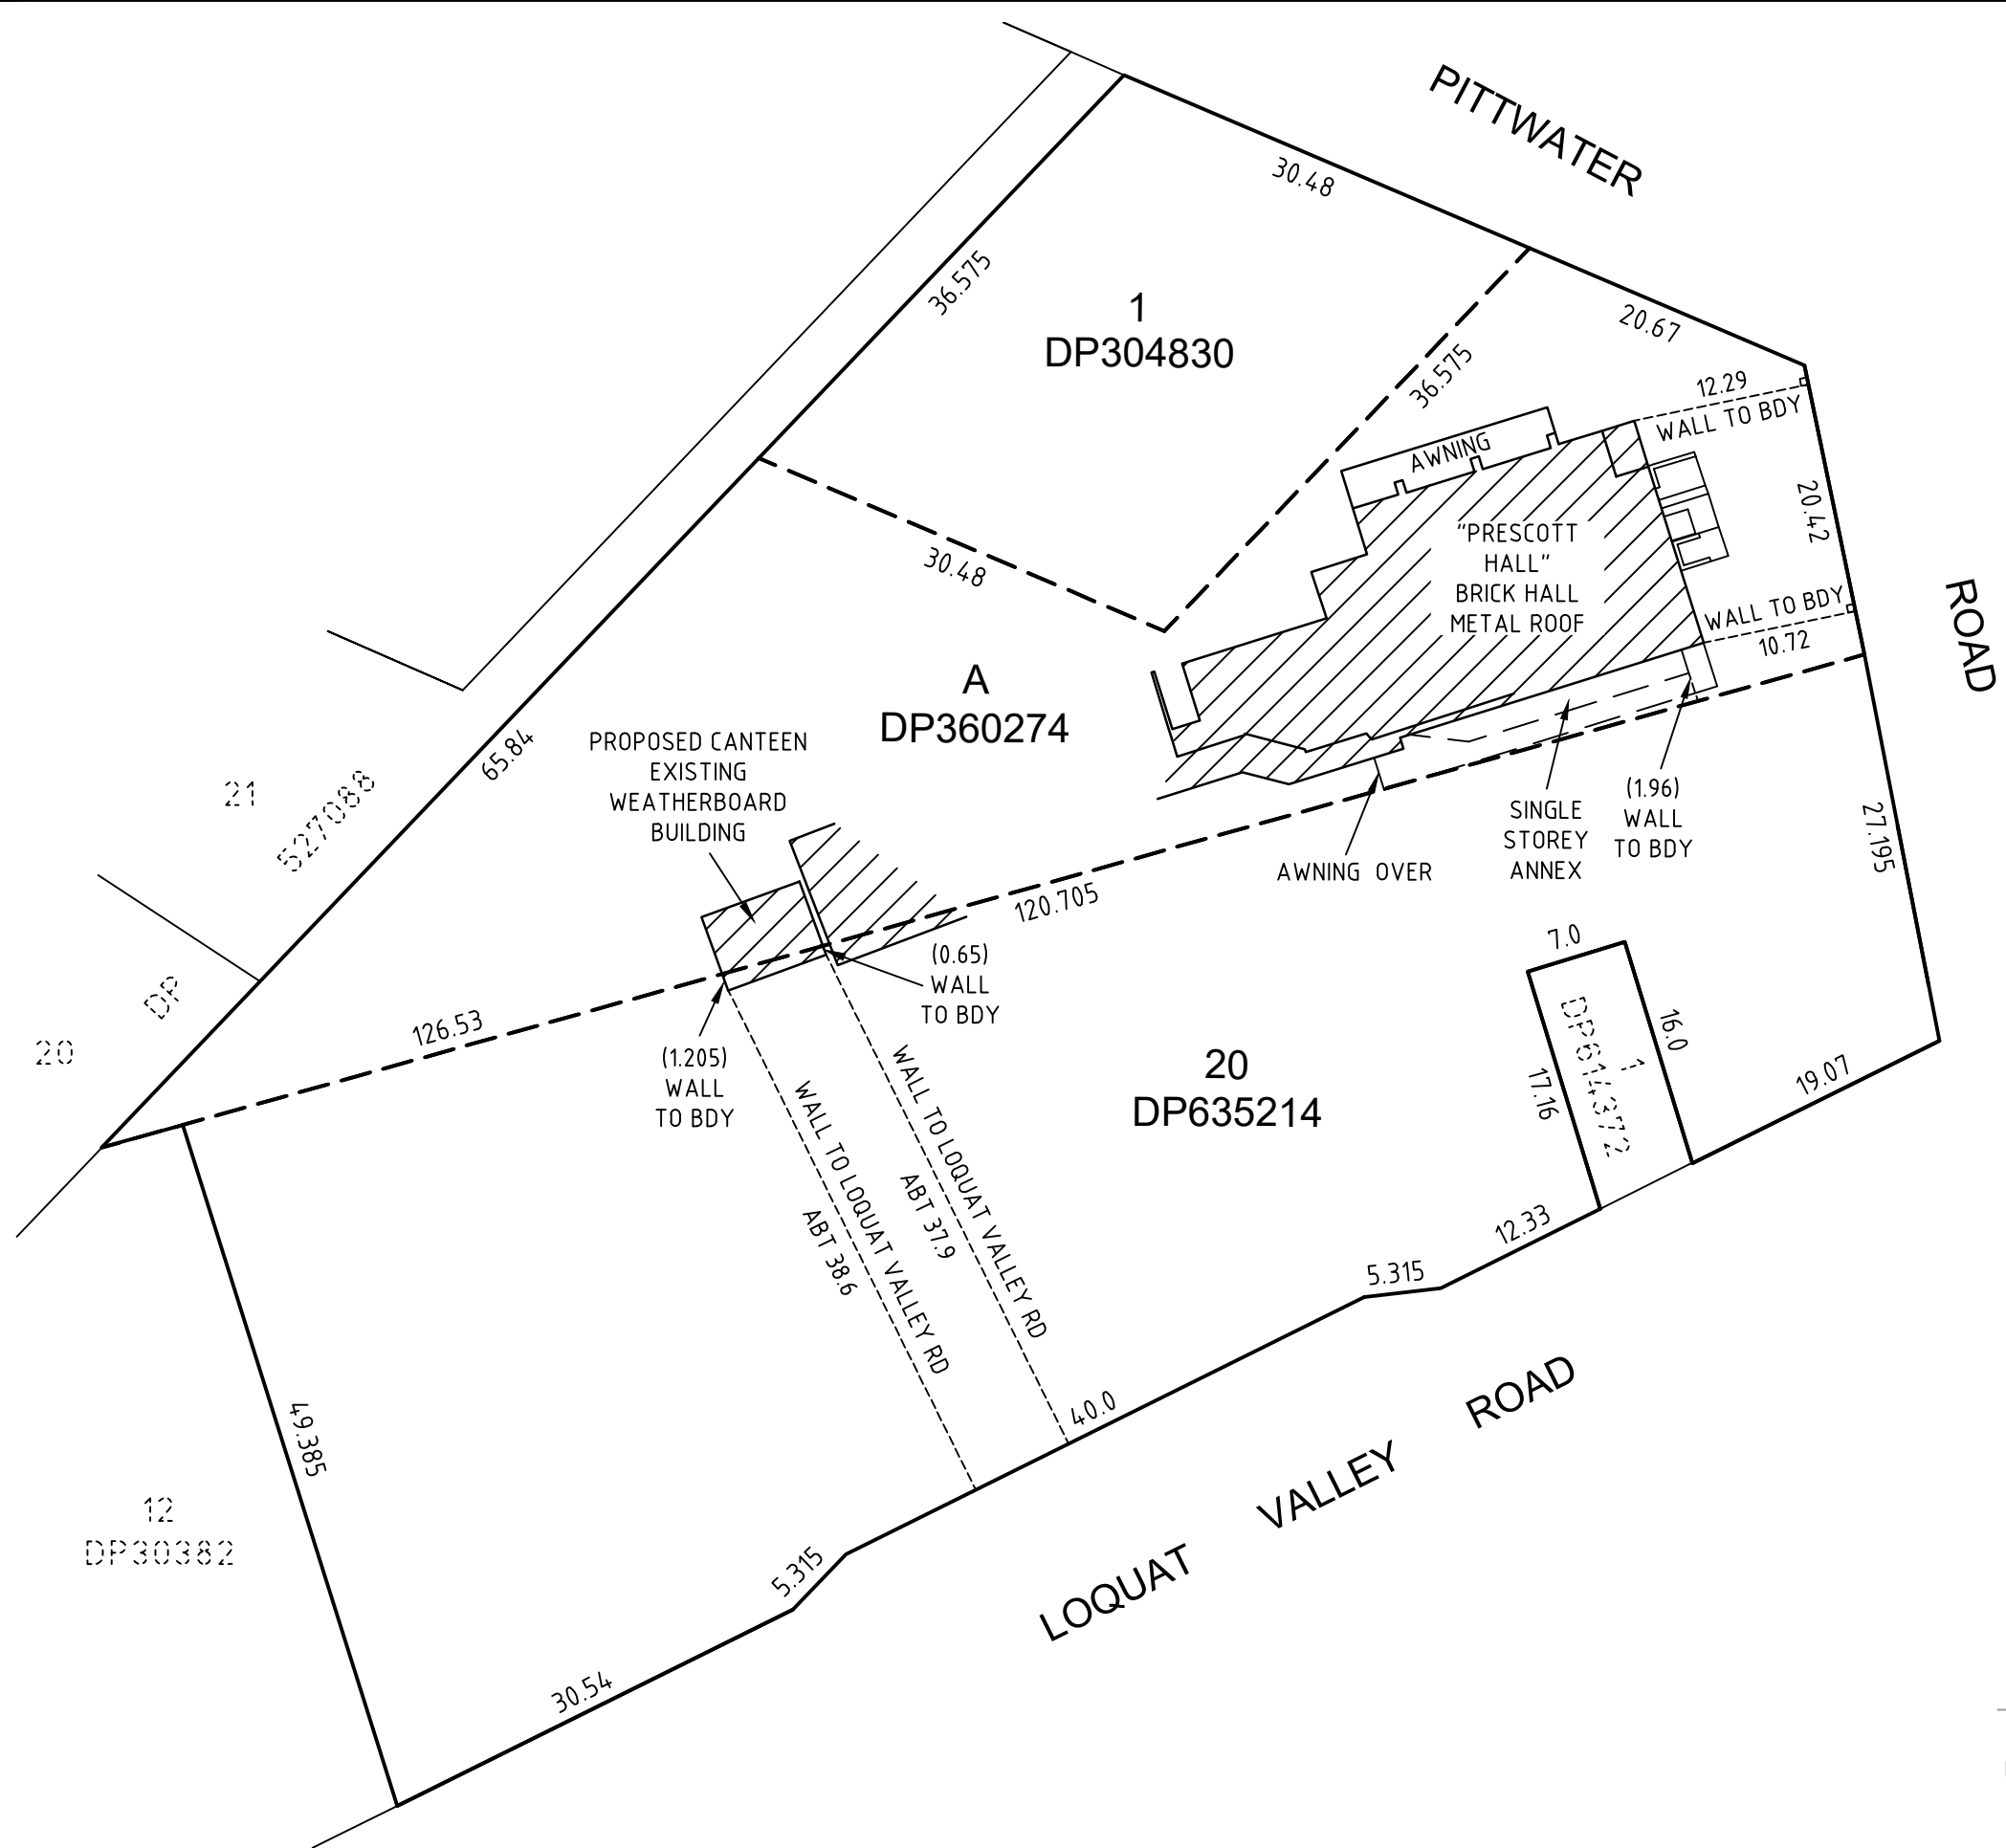 PITTWATER
30.48
36.575
1
DP304830
20.67
36.575
12.29
WALL TO BDY
AWNING
20.42
"PRESCOTT
HALL"
BRICK HALL
METAL ROOF
30.48
ROAD
WALL TO BDY
10.72
A
DP360274
65.84
PROPOSED CANTEEN
EXISTING
WEATHERBOARD
BUILDING
21
527088
DP
20
(1.96)
WALL
TO BDY
SINGLE
STOREY
ANNEX
AWNING OVER
27.195
120.705
126.53
(0.65)
WALL
TO BDY
(1.205)
WALL
TO BDY
7.0
16.0
17.16
1
DP614372
20
DP635214
19.07
WALL TO LOQUAT VALLEY RD
ABT 38.6
WALL TO LOQUAT VALLEY RD
ABT 37.9
12.33
5.315
40.0
49.385
12
DP30382
5.315
30.54
LOQUAT VALLEY ROAD